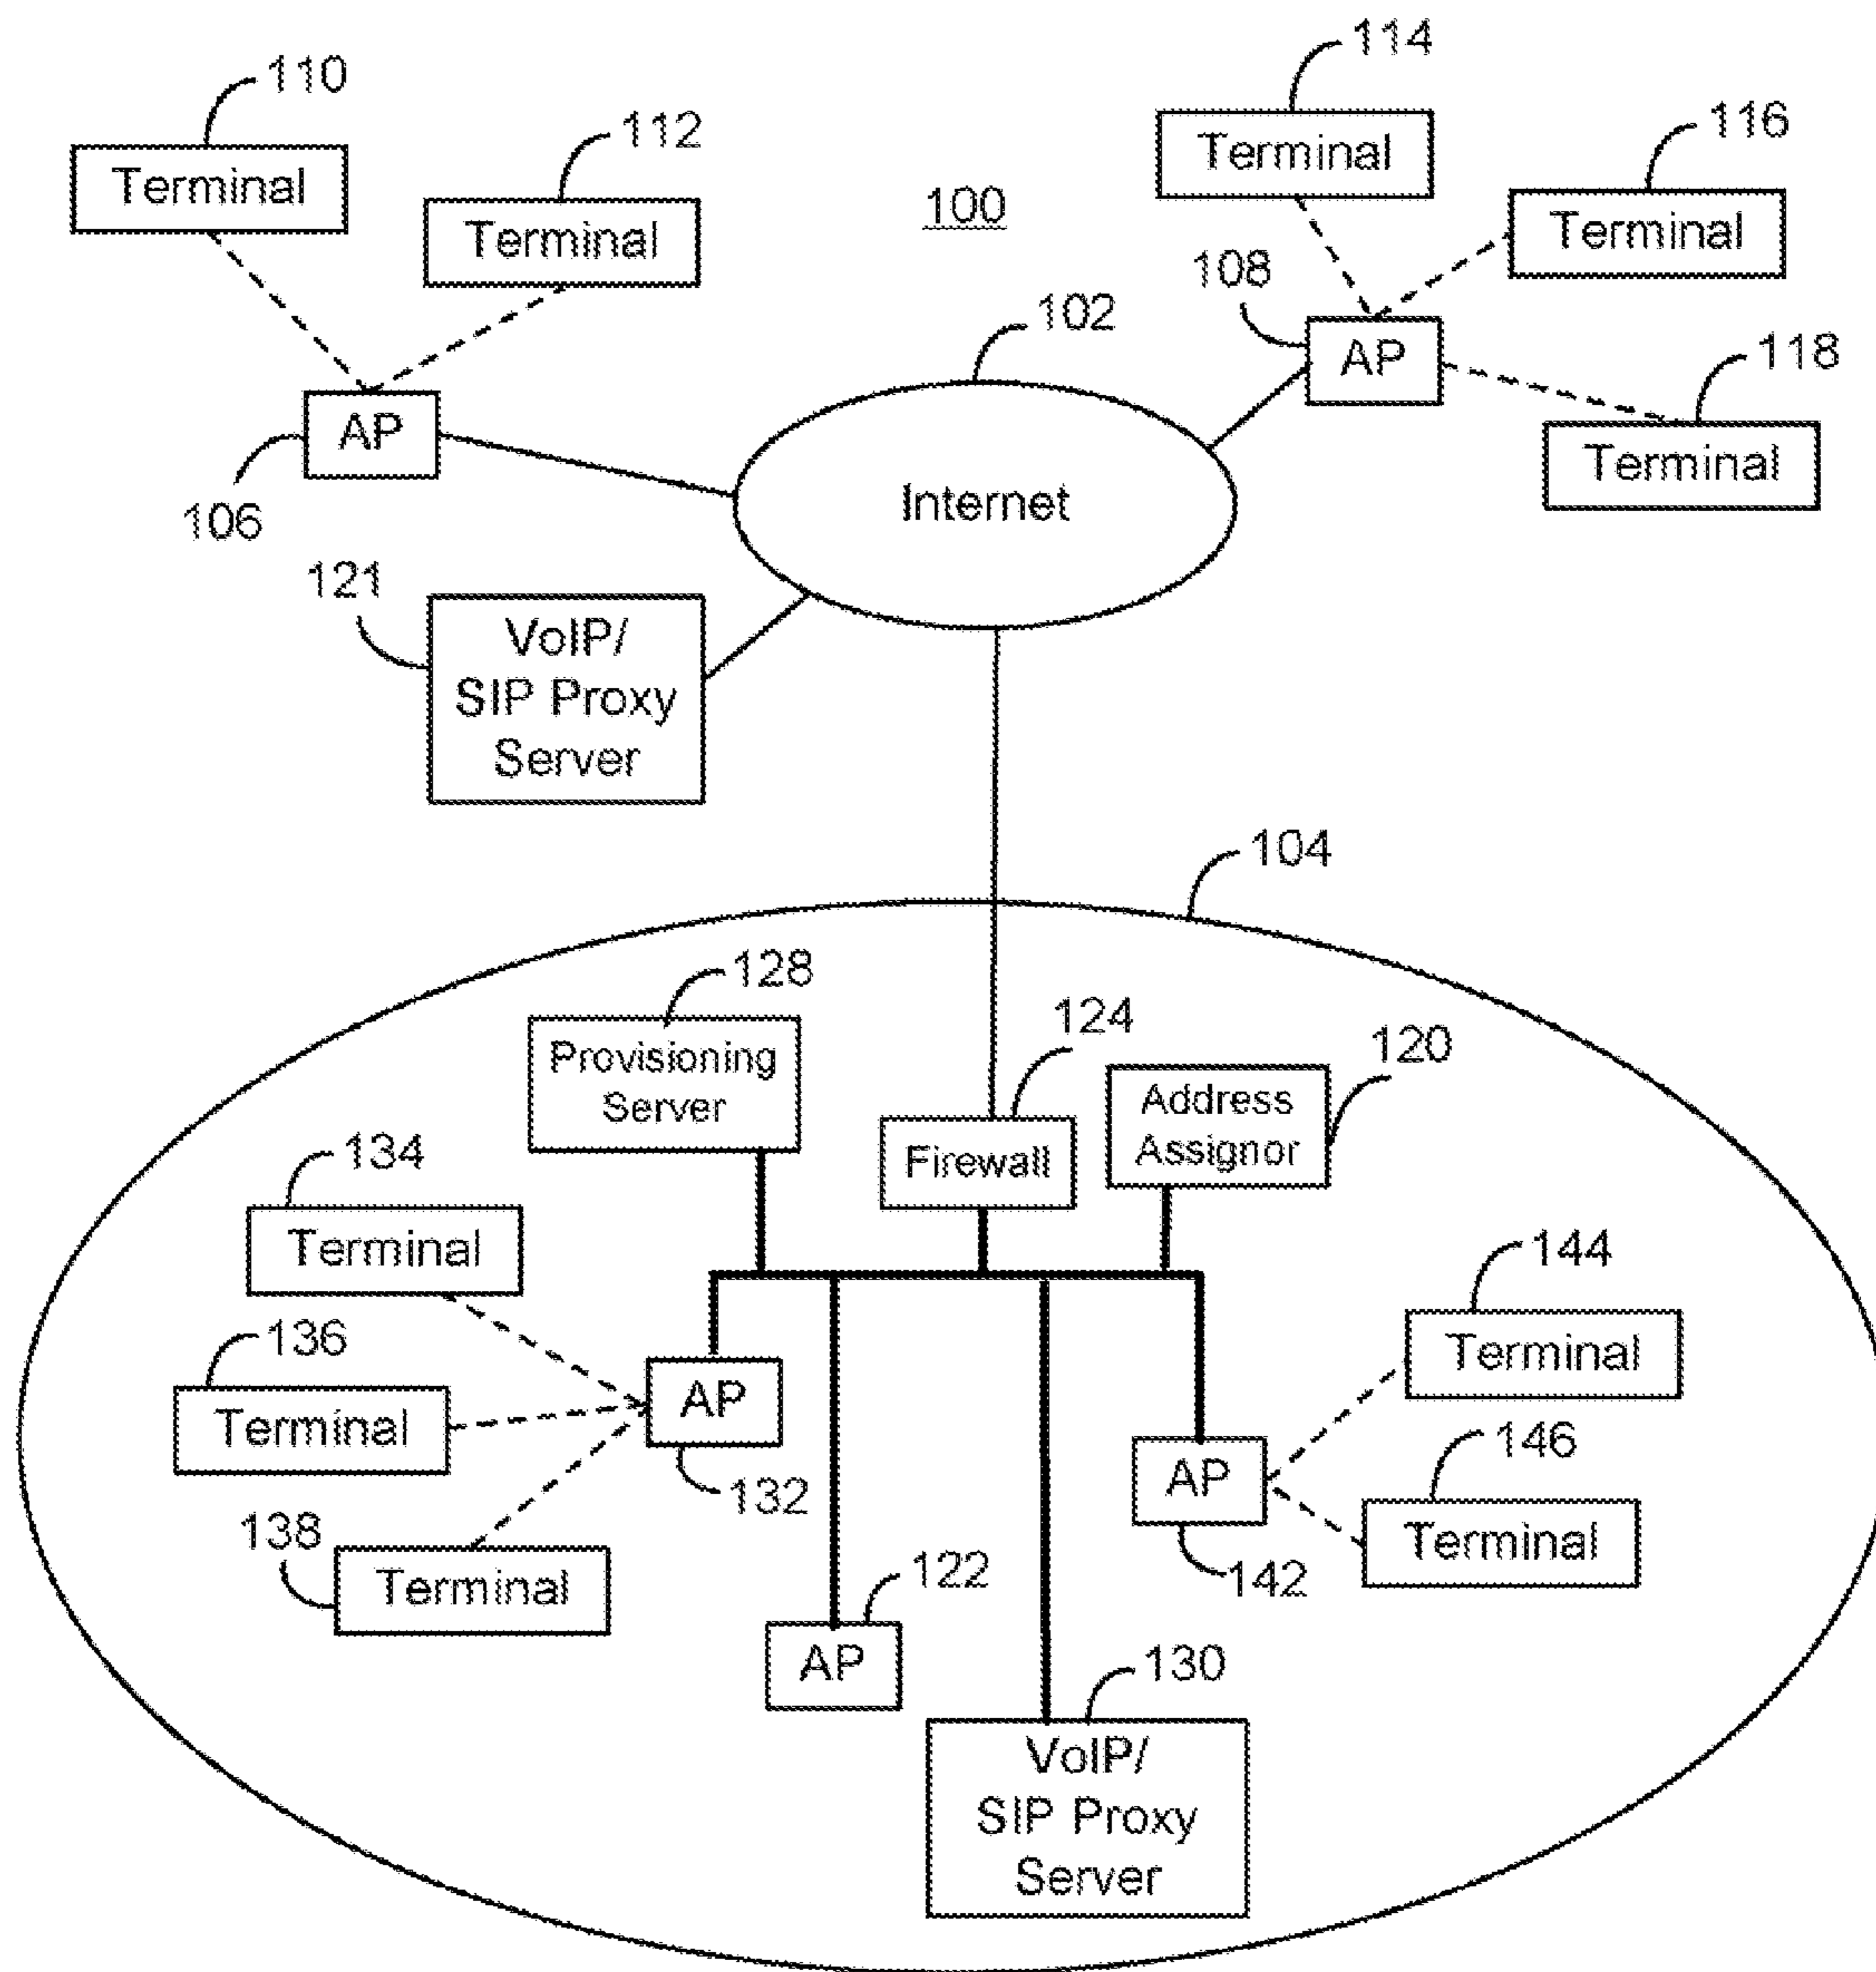 110
Terminal
112
Terminal
100
114
Terminal
116
Terminal
108
AP
118
Terminal
102
Internet
AP
106
121
VoIP/
SIP Proxy
Server
104
128
Provisioning
Server
124
Firewall
120
Address
Assignor
134
Terminal
136
Terminal
138
Terminal
AP
132
122
AP
130
VoIP/
SIP Proxy
Server
AP
142
144
Terminal
146
Terminal